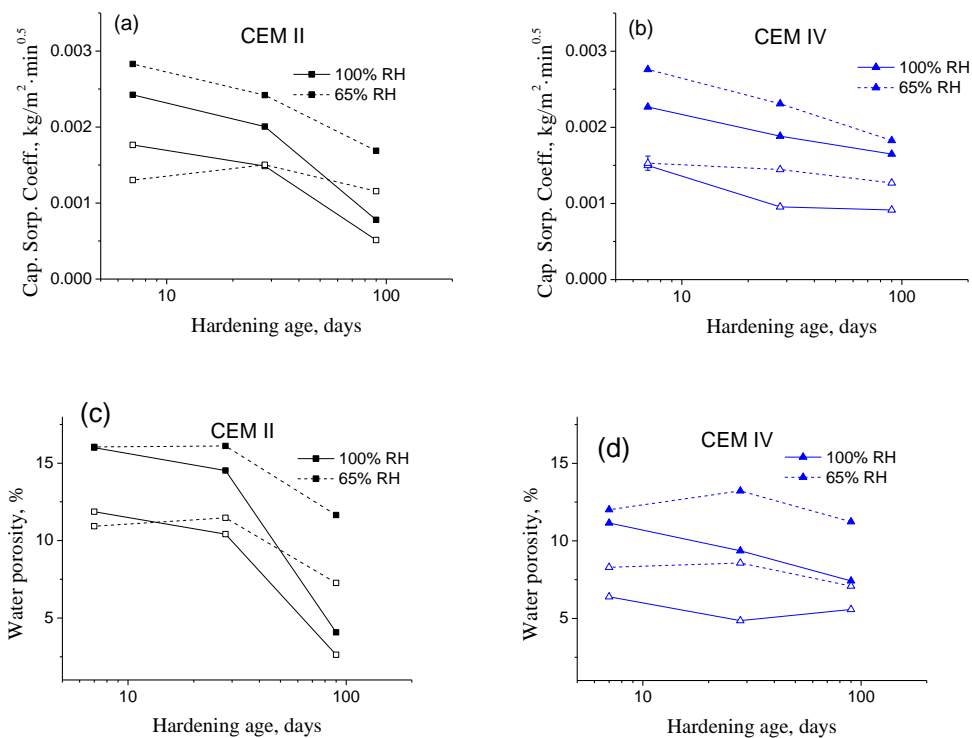 (a)
CEM II
100% RH
65% RH
0.003
0.002
0.001
0.000
Cap. Sorp. Coeff., kg/m²·min⁰·⁵
10
100
Hardening age, days
(b)
CEM IV
100% RH
65% RH
0.003
0.002
0.001
0.000
Cap. Sorp. Coeff., kg/m²·min⁰·⁵
10
100
Hardening age, days
(c)
CEM II
100% RH
65% RH
15
10
5
Water porosity, %
10
100
Hardening age, days
(d)
CEM IV
100% RH
65% RH
15
10
5
Water porosity, %
10
100
Hardening age, days